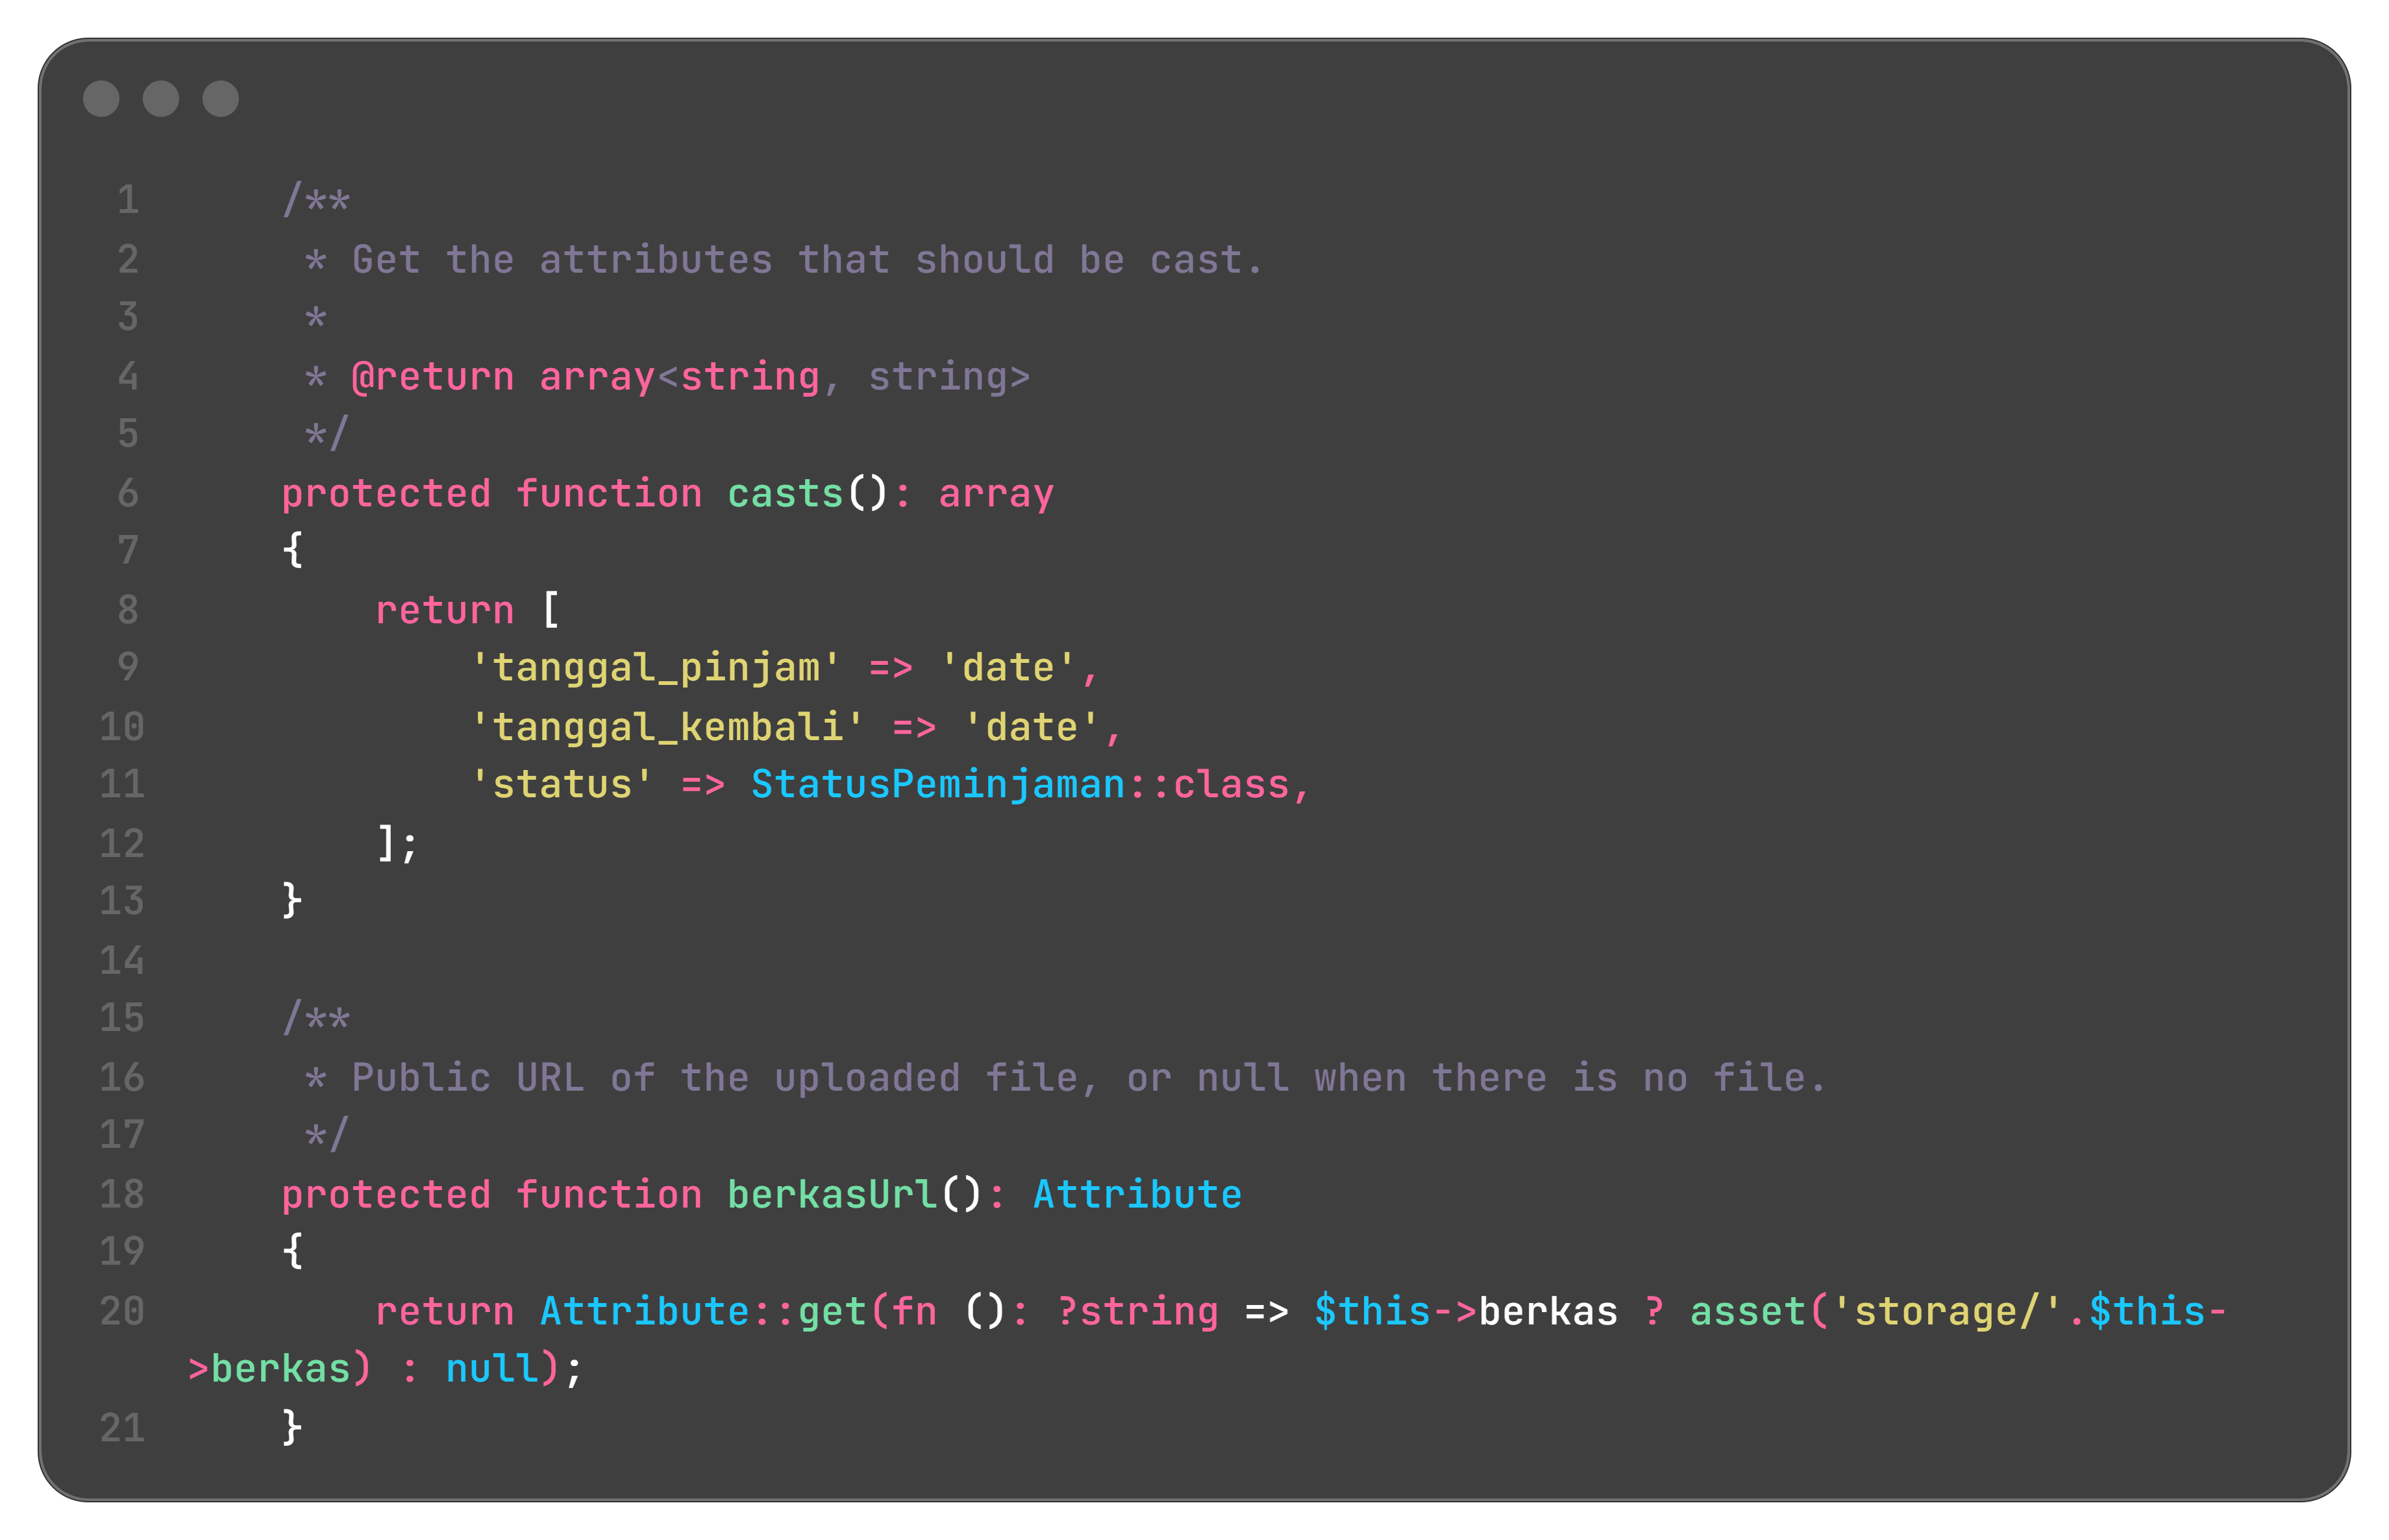 1 /**
2 * Get the attributes that should be cast.
3 *
4 * @return array<string, string>
5 */
6 protected function casts(): array
7 {
8 return [
9 'tanggal_pinjam' => 'date',
10 'tanggal_kembali' => 'date',
11 'status' => StatusPeminjaman::class,
12 ];
13 }
14
15 /**
16 * Public URL of the uploaded file, or null when there is no file.
17 */
18 protected function berkasUrl(): Attribute
19 {
20 return Attribute::get(fn (): ?string => $this->berkas ? asset('storage/'.$this-
>berkas) : null);
21 }